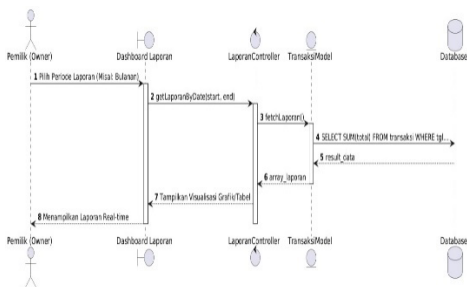 Pemilik (Owner)
Dashboard Laporan
LaporanController
TransaksiModel
Database
1 Pilih Periode Laporan (Misal: Bulanan)
2 getLaporanByDate(start, end)
3 fetchLaporan()
4 SELECT SUM(total) FROM transaksi WHERE tgl...
5 result_data
6 array_laporan
7 Tampilkan Visualisasi Grafik/Tabel
8 Menampilkan Laporan Real-time
Pemilik (Owner)
Dashboard Laporan
LaporanController
TransaksiModel
Database